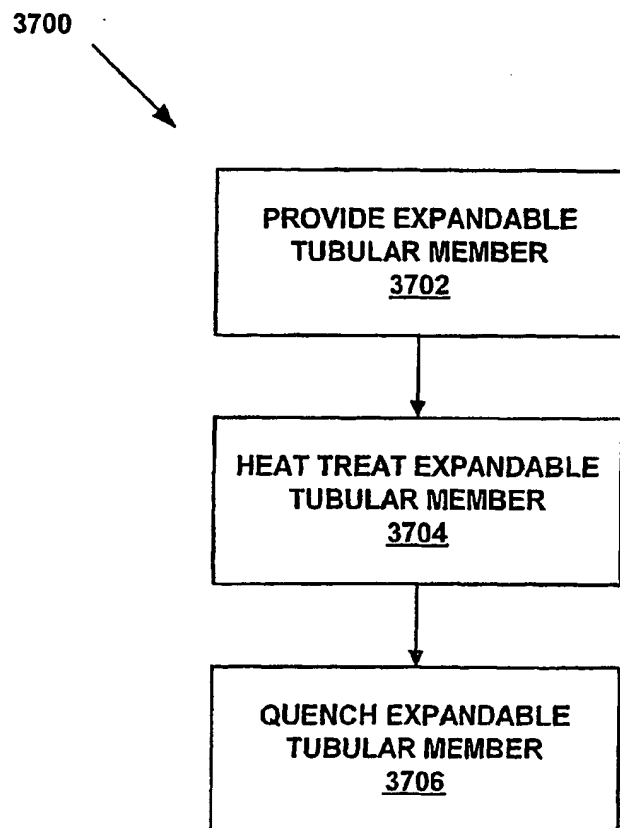 3700
PROVIDE EXPANDABLE
TUBULAR MEMBER
3702
HEAT TREAT EXPANDABLE
TUBULAR MEMBER
3704
QUENCH EXPANDABLE
TUBULAR MEMBER
3706